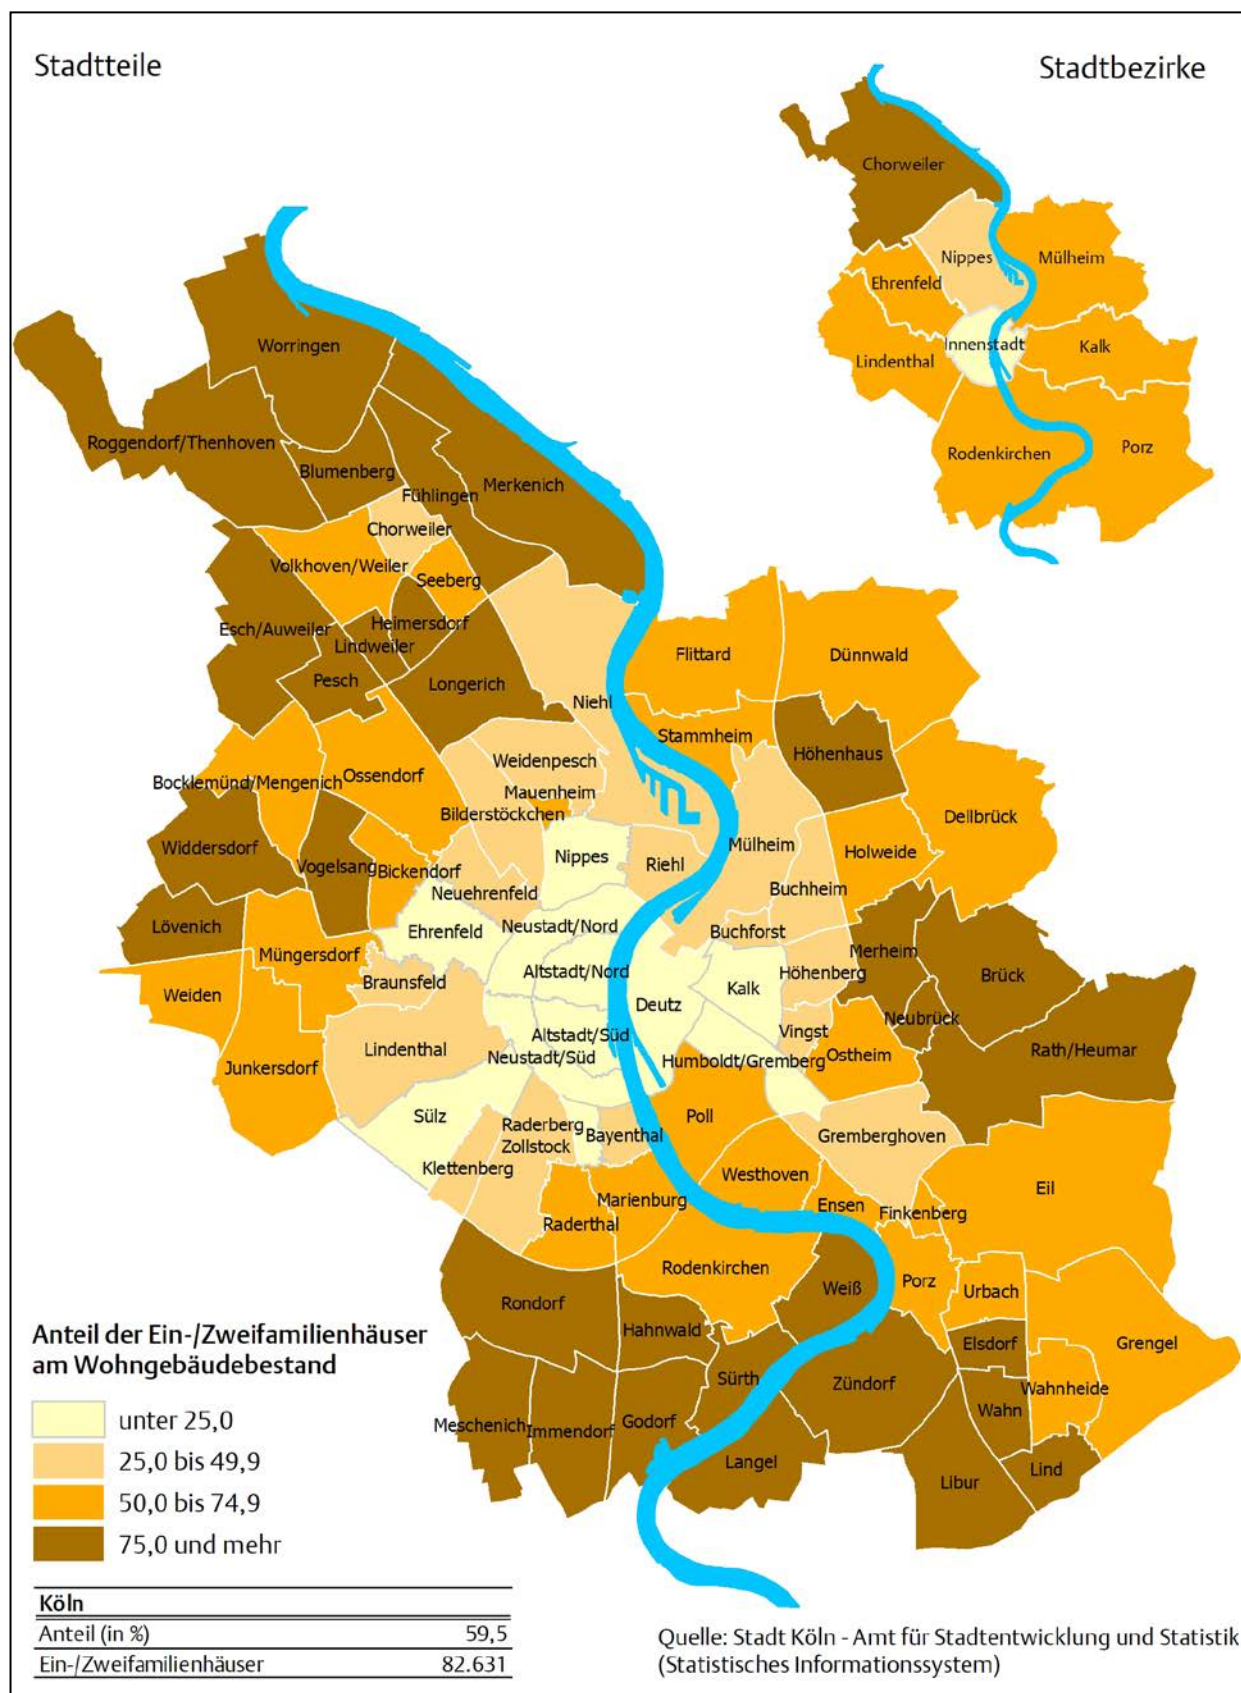 Stadtteile
Stadtbezirke
Chorweiler
Nippes
Mülheim
Ehrenfeld
Innenstadt
Kalk
Lindenthal
Rodenkirchen
Porz
Worringen
Roggendorf/Thenhoven
Blumenberg
Merkenich
Fühlingen
Chorweiler
Volkhoven/Weiler
Seeberg
Esch/Auweiler
Heimersdorf
Lindweiler
Pesch
Longerich
Flittard
Dünnwald
Niehl
Stammheim
Höhenhaus
Weidenpesch
Bocklemünd/Mengenich
Ossendorf
Mauenheim
Bilderstöckchen
Dellbrück
Widdersdorf
Nippes
Mülheim
Holweide
Vogelsang
Bickendorf
Riehl
Neuehrenfeld
Buchheim
Lövenich
Ehrenfeld
Neustadt/Nord
Buchforst
Müngersdorf
Merheim
Braunsfeld
Altstadt/Nord
Höhenberg
Brück
Weiden
Kalk
Deutz
Neubrück
Lindenthal
Altstadt/Süd
Vingst
Neustadt/Süd
Humboldt/Gremberg
Ostheim
Rath/Heumar
Junkersdorf
Sülz
Raderberg
Zollstock
Bayenthal
Poll
Gremberghoven
Klettenberg
Westhoven
Eil
Marienburg
Raderthal
Ensen
Finkenberg
Rodenkirchen
Weiß
Porz
Urbach
Rondorf
Hahnwald
Elsdorf
Grengel
Sürth
Zündorf
Wahnheide
Meschenich
Immendorf
Godorf
Wahn
Langel
Libur
Lind
Anteil der Ein-/Zweifamilienhäuser
am Wohngebäudebestand
unter 25,0
25,0 bis 49,9
50,0 bis 74,9
75,0 und mehr
Köln
Anteil (in %) 59,5
Ein-/Zweifamilienhäuser 82.631
Quelle: Stadt Köln - Amt für Stadtentwicklung und Statistik
(Statistisches Informationssystem)